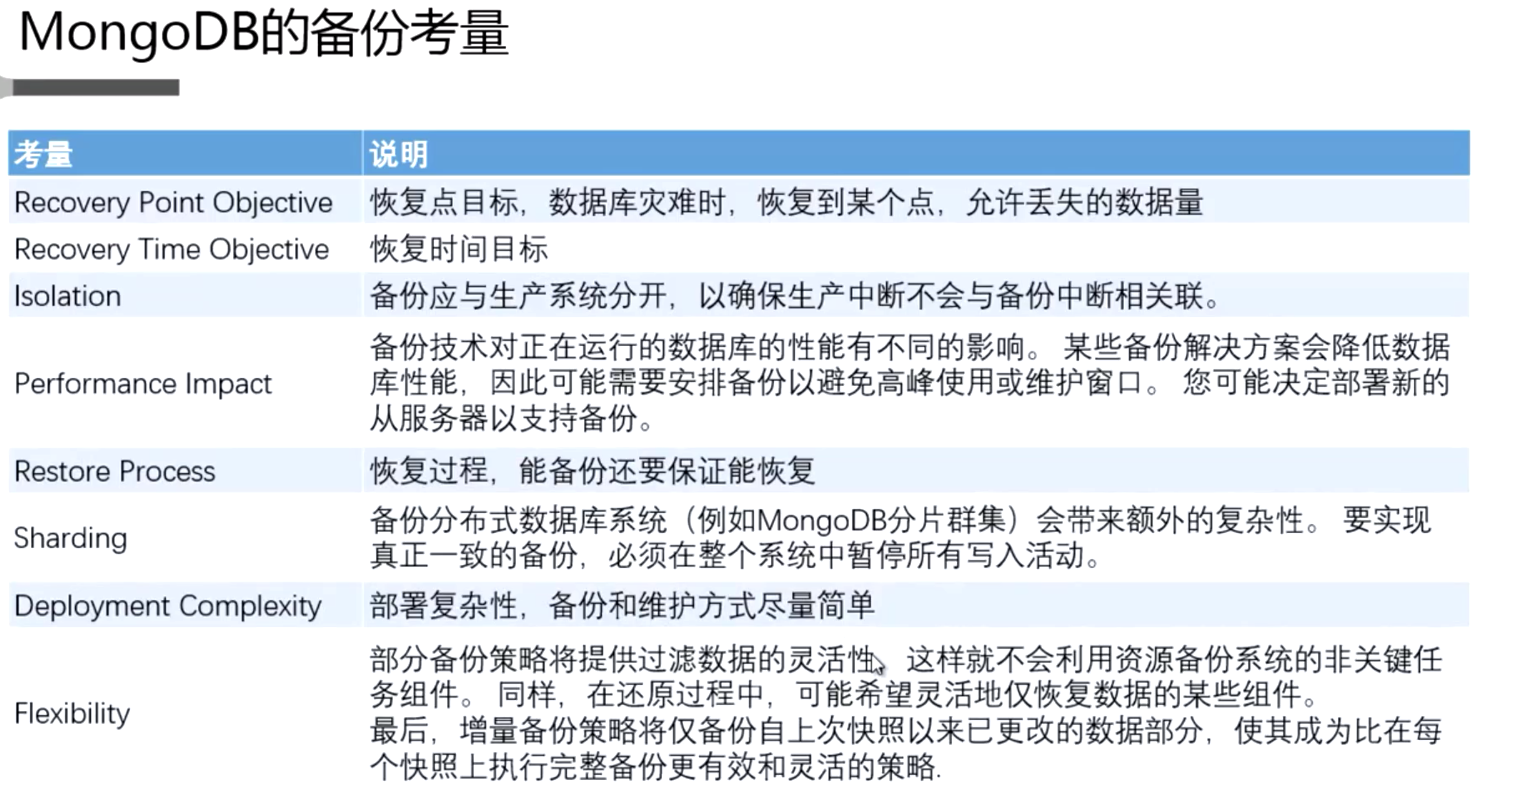 MongoDB的备份考量
考量 说明
Recovery Point Objective 恢复点目标，数据库灾难时，恢复到某个点，允许丢失的数据量
Recovery Time Objective 恢复时间目标
Isolation 备份应与生产系统分开，以确保生产中断不会与备份中断相关联。
Performance Impact
备份技术对正在运行的数据库的性能有不同的影响。 某些备份解决方案会降低数据
库性能，因此可能需要安排备份以避免高峰使用或维护窗口。 您可能决定部署新的
从服务器以支持备份。
Restore Process 恢复过程，能备份还要保证能恢复
Sharding
备份分布式数据库系统（例如MongoDB分片群集）会带来额外的复杂性。 要实现
真正一致的备份，必须在整个系统中暂停所有写入活动。
Deployment Complexity 部署复杂性，备份和维护方式尽量简单
Flexibility
部分备份策略将提供过滤数据的灵活性，这样就不会利用资源备份系统的非关键任
务组件。 同样，在还原过程中，可能希望灵活地仅恢复数据的某些组件。
最后，增量备份策略将仅备份自上次快照以来已更改的数据部分，使其成为比在每
个快照上执行完整备份更有效和灵活的策略.